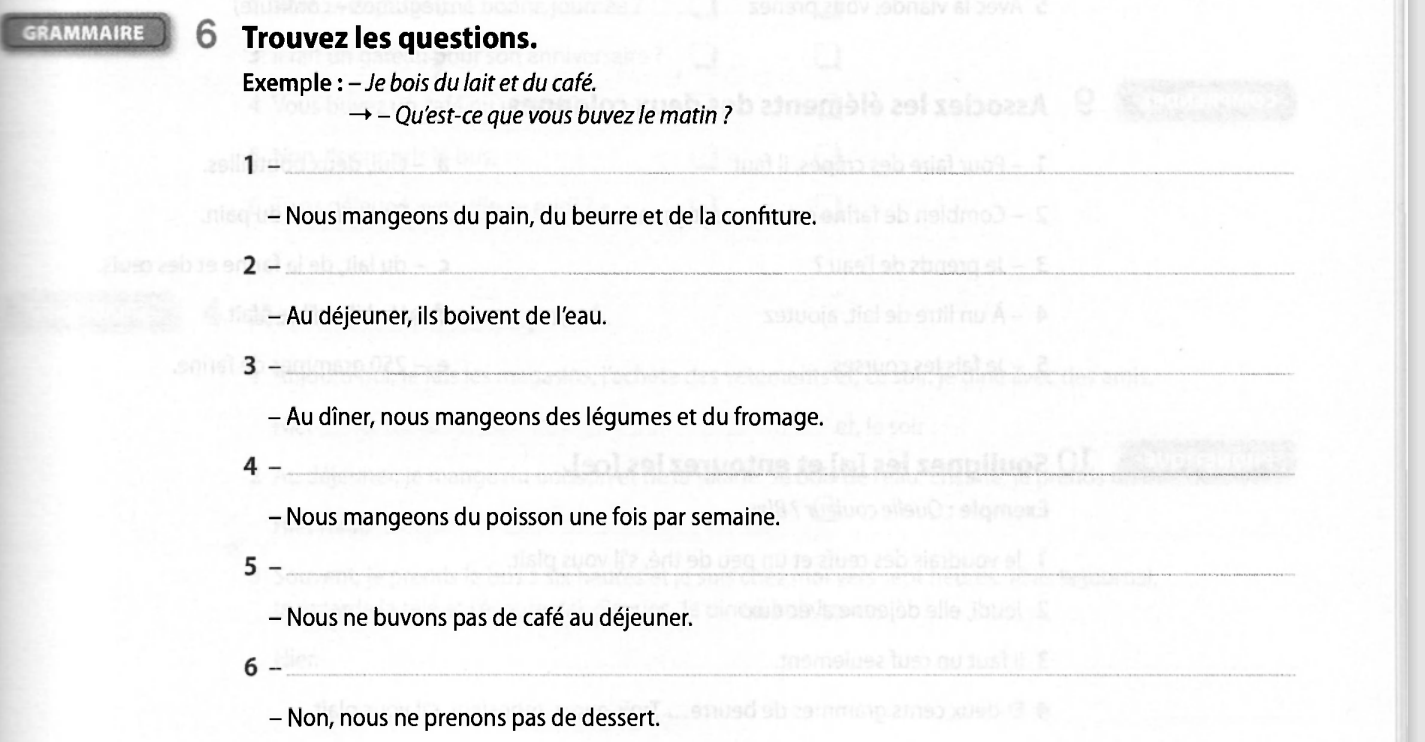 GRAMMAIRE 6 Trouvez les questions.
Exemple : – Je bois du lait et du café.
→ – Qu'est-ce que vous buvez le matin ?
1 –
– Nous mangeons du pain, du beurre et de la confiture.
2 –
– Au déjeuner, ils boivent de l'eau.
3 –
– Au dîner, nous mangeons des légumes et du fromage.
4 –
– Nous mangeons du poisson une fois par semaine.
5 –
– Nous ne buvons pas de café au déjeuner.
6 –
– Non, nous ne prenons pas de dessert.